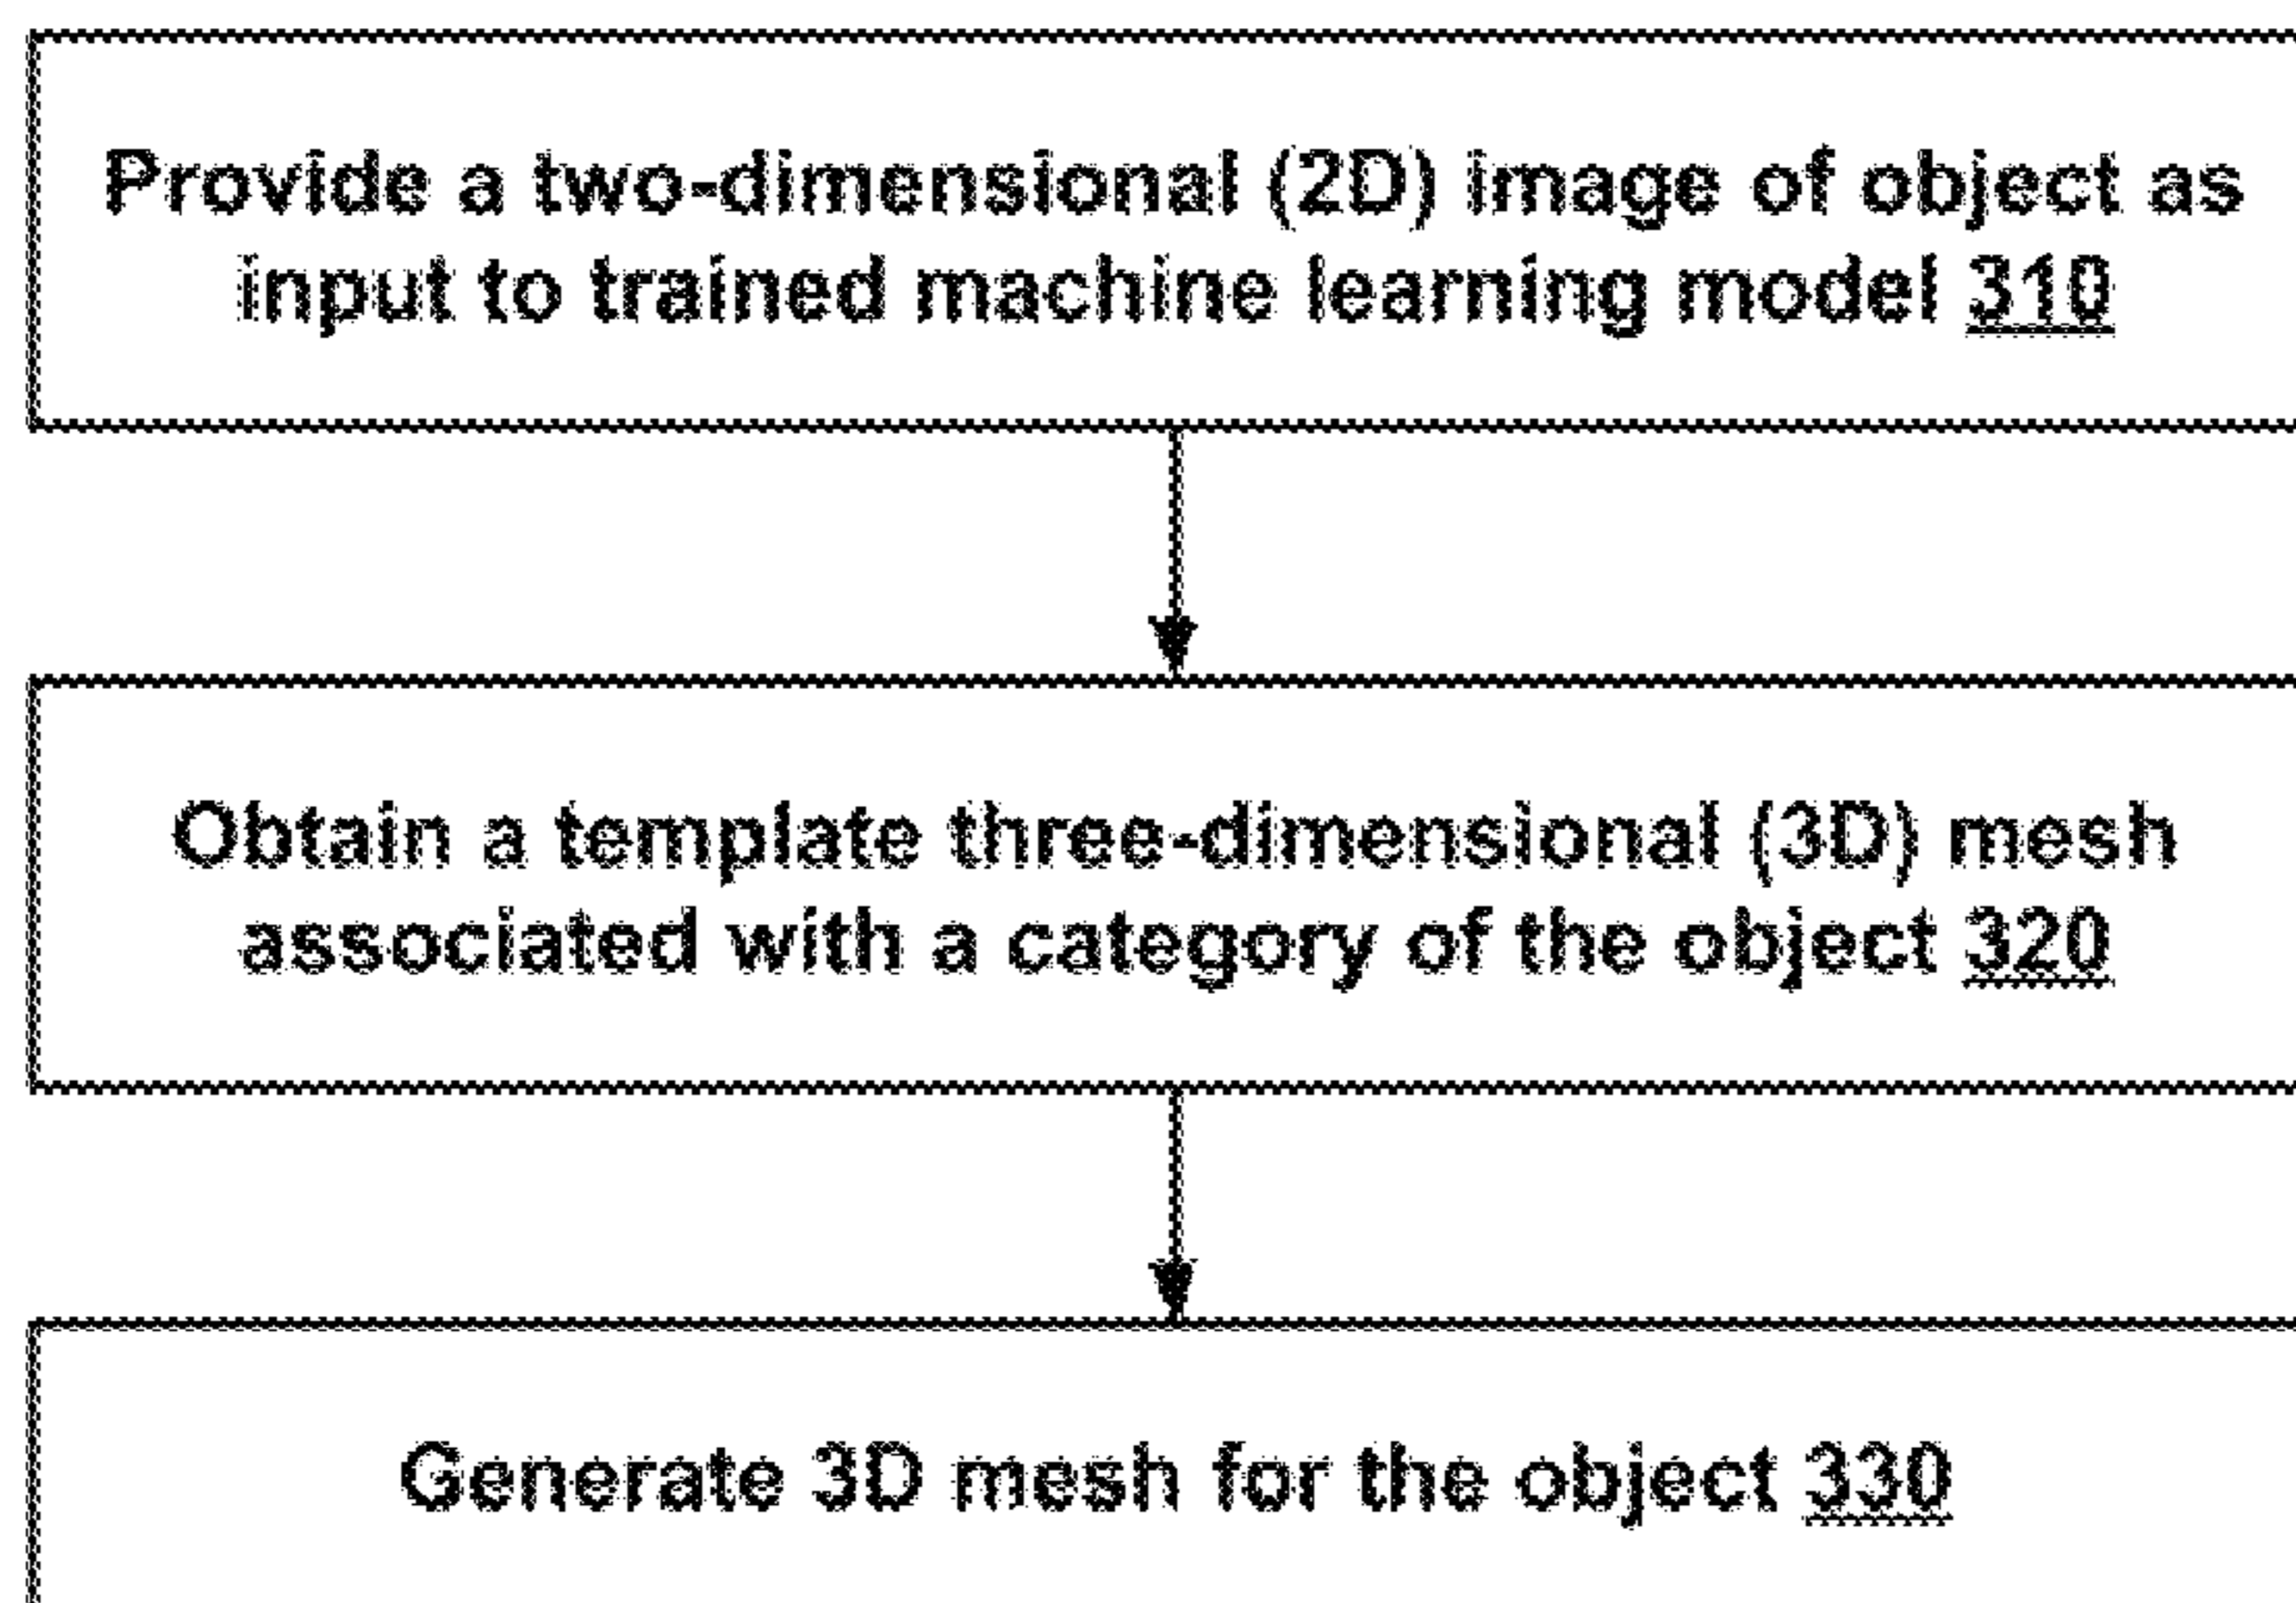 Provide a two-dimensional (2D) image of object as
input to trained machine learning model 310
Obtain a template three-dimensional (3D) mesh
associated with a category of the object 320
Generate 3D mesh for the object 330